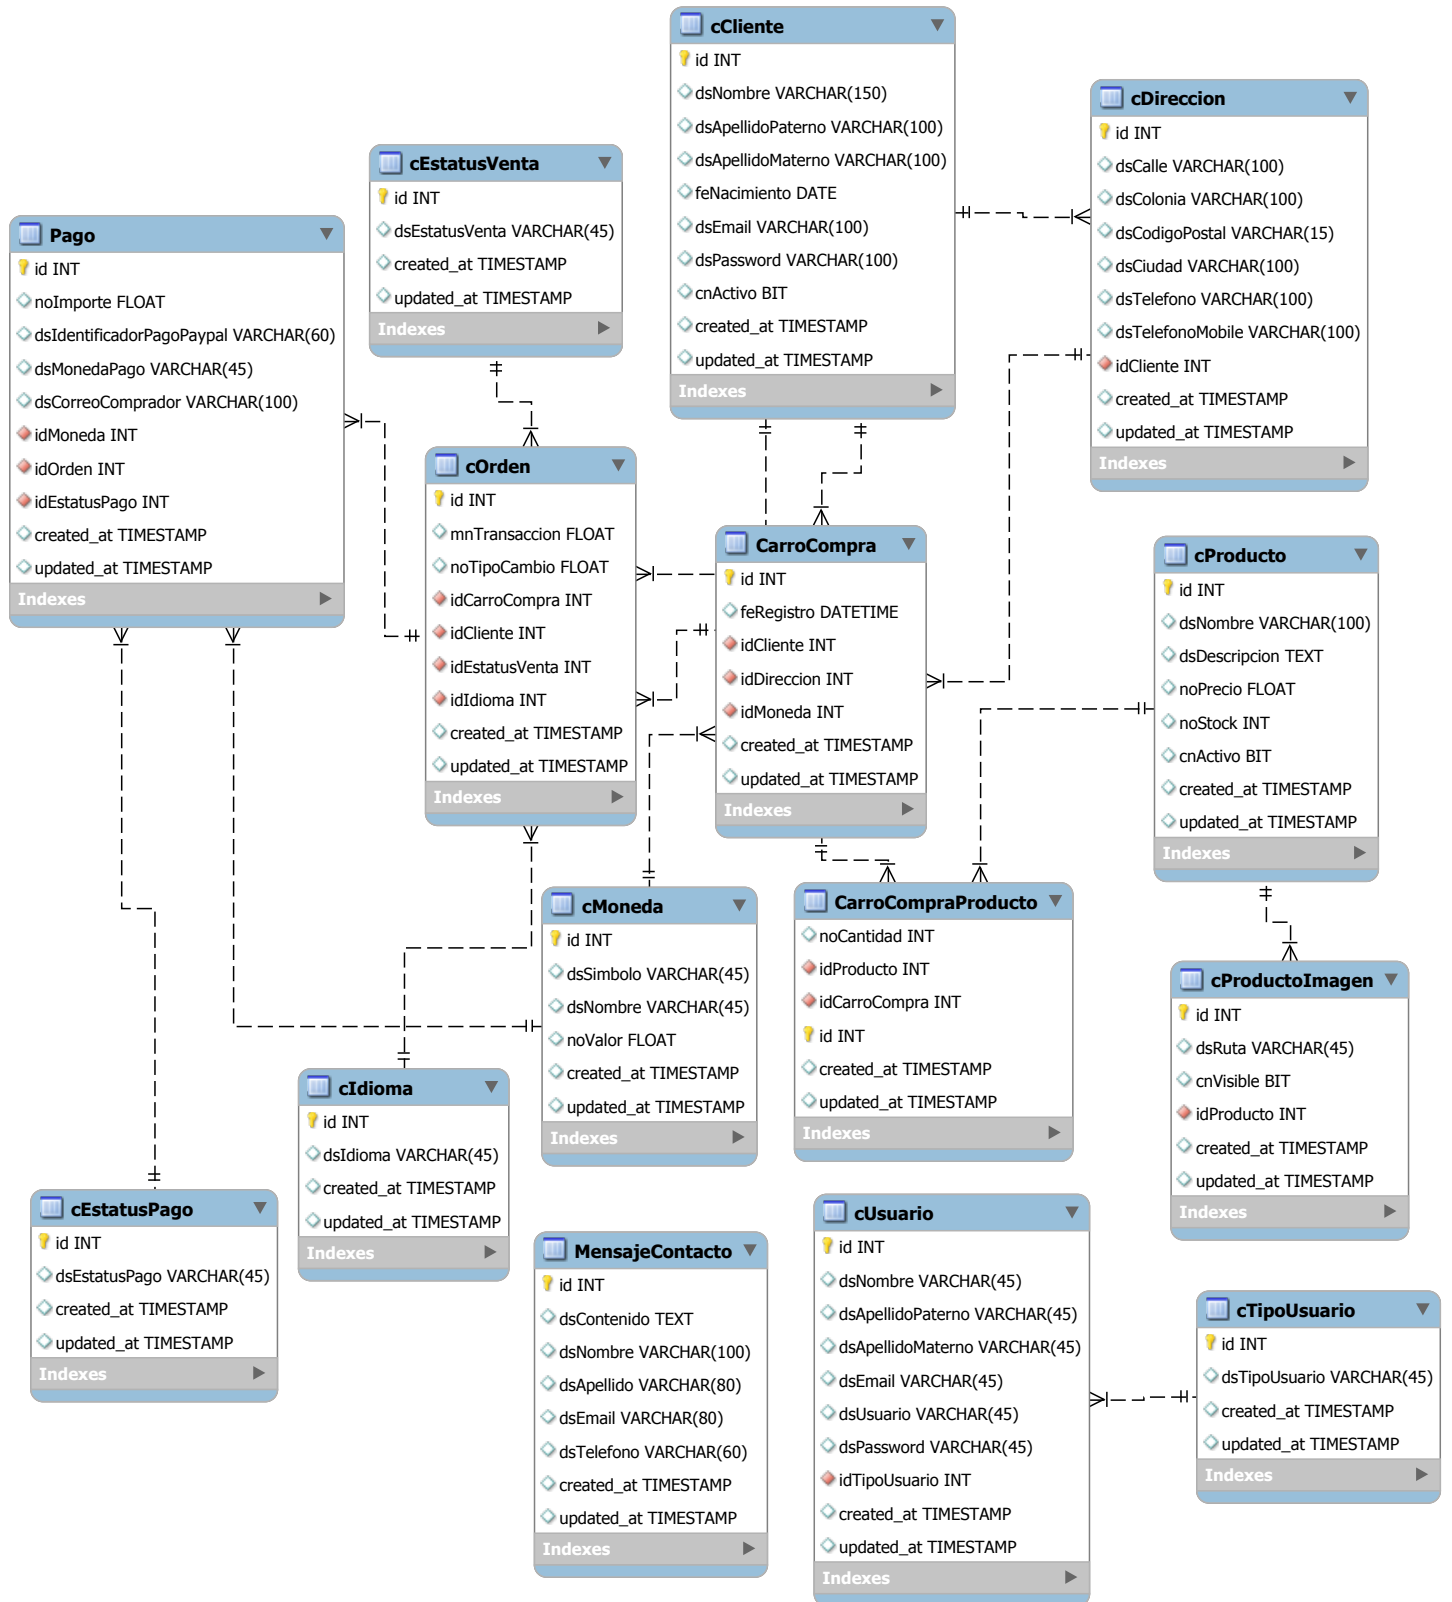 cCliente
id INT
dsNombre VARCHAR(150)
dsApellidoPaterno VARCHAR(100)
dsApellidoMaterno VARCHAR(100)
feNacimiento DATE
dsEmail VARCHAR(100)
dsPassword VARCHAR(100)
cnActivo BIT
created_at TIMESTAMP
updated_at TIMESTAMP
Indexes
cDireccion
id INT
dsCalle VARCHAR(100)
dsColonia VARCHAR(100)
dsCodigoPostal VARCHAR(15)
dsCiudad VARCHAR(100)
dsTelefono VARCHAR(100)
dsTelefonoMobile VARCHAR(100)
idCliente INT
created_at TIMESTAMP
updated_at TIMESTAMP
Indexes
cEstatusVenta
id INT
dsEstatusVenta VARCHAR(45)
created_at TIMESTAMP
updated_at TIMESTAMP
Indexes
Pago
id INT
noImporte FLOAT
dsIdentificadorPagoPaypal VARCHAR(60)
dsMonedaPago VARCHAR(45)
dsCorreoComprador VARCHAR(100)
idMoneda INT
idOrden INT
idEstatusPago INT
created_at TIMESTAMP
updated_at TIMESTAMP
Indexes
cOrden
id INT
mnTransaccion FLOAT
noTipoCambio FLOAT
idCarroCompra INT
idCliente INT
idEstatusVenta INT
idIdioma INT
created_at TIMESTAMP
updated_at TIMESTAMP
Indexes
CarroCompra
id INT
feRegistro DATETIME
idCliente INT
idDireccion INT
idMoneda INT
created_at TIMESTAMP
updated_at TIMESTAMP
Indexes
cProducto
id INT
dsNombre VARCHAR(100)
dsDescripcion TEXT
noPrecio FLOAT
noStock INT
cnActivo BIT
created_at TIMESTAMP
updated_at TIMESTAMP
Indexes
cMoneda
id INT
dsSimbolo VARCHAR(45)
dsNombre VARCHAR(45)
noValor FLOAT
created_at TIMESTAMP
updated_at TIMESTAMP
Indexes
CarroCompraProducto
noCantidad INT
idProducto INT
idCarroCompra INT
id INT
created_at TIMESTAMP
updated_at TIMESTAMP
Indexes
cProductoImagen
id INT
dsRuta VARCHAR(45)
cnVisible BIT
idProducto INT
created_at TIMESTAMP
updated_at TIMESTAMP
Indexes
cIdioma
id INT
dsIdioma VARCHAR(45)
created_at TIMESTAMP
updated_at TIMESTAMP
Indexes
cEstatusPago
id INT
dsEstatusPago VARCHAR(45)
created_at TIMESTAMP
updated_at TIMESTAMP
Indexes
MensajeContacto
id INT
dsContenido TEXT
dsNombre VARCHAR(100)
dsApellido VARCHAR(80)
dsEmail VARCHAR(80)
dsTelefono VARCHAR(60)
created_at TIMESTAMP
updated_at TIMESTAMP
Indexes
cUsuario
id INT
dsNombre VARCHAR(45)
dsApellidoPaterno VARCHAR(45)
dsApellidoMaterno VARCHAR(45)
dsEmail VARCHAR(45)
dsUsuario VARCHAR(45)
dsPassword VARCHAR(45)
idTipoUsuario INT
created_at TIMESTAMP
updated_at TIMESTAMP
Indexes
cTipoUsuario
id INT
dsTipoUsuario VARCHAR(45)
created_at TIMESTAMP
updated_at TIMESTAMP
Indexes